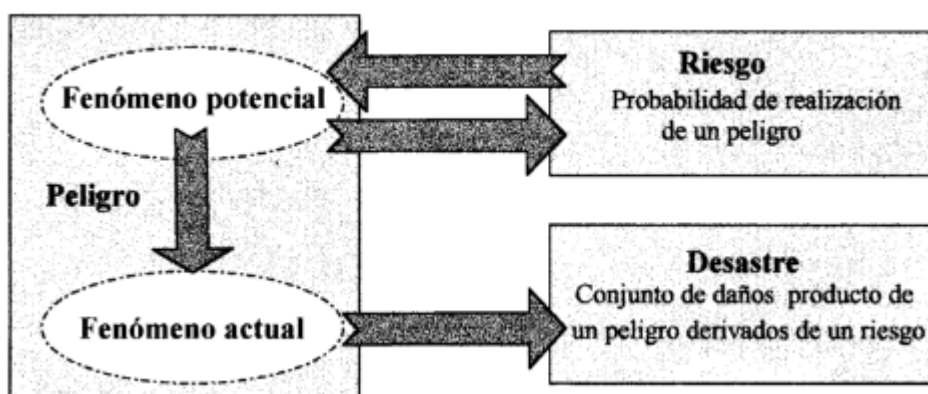 Fenómeno potencial
Peligro
Fenómeno actual
Riesgo
Probabilidad de realización
de un peligro
Desastre
Conjunto de daños producto de
un peligro derivados de un riesgo